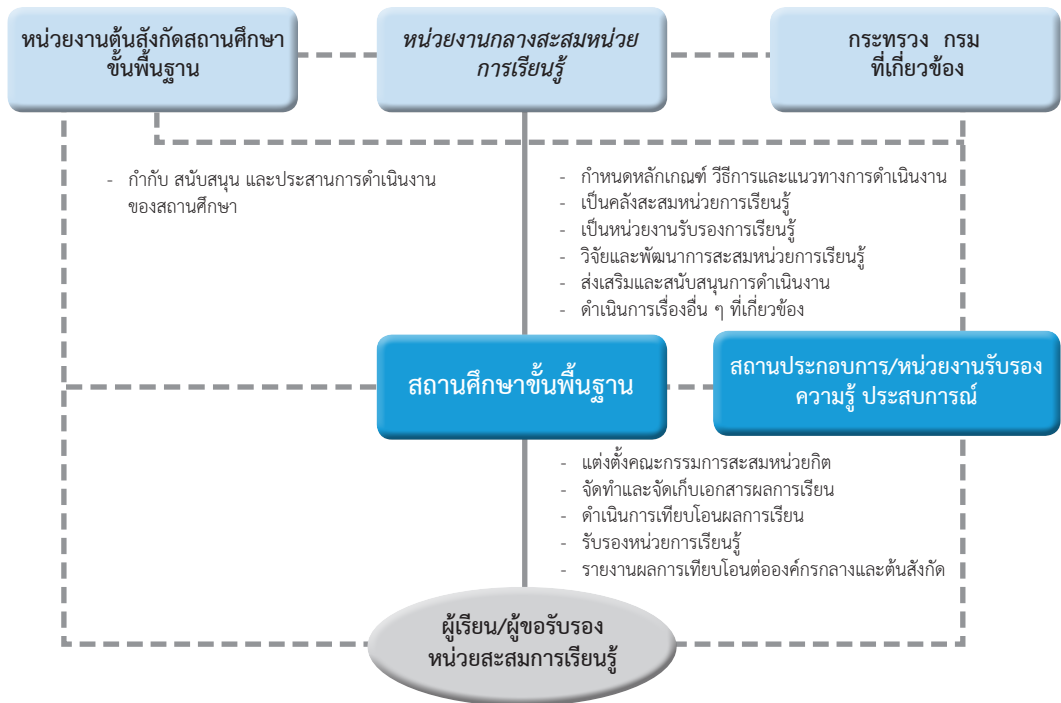 หน่วยงานต้นสังกัดสถานศึกษา
ขั้นพื้นฐาน
หน่วยงานกลางสะสมหน่วย
การเรียนรู้
กระทรวง กรม
ที่เกี่ยวข้อง
- กำกับ สนับสนุน และประสานการดำเนินงาน
ของสถานศึกษา
- กำหนดหลักเกณฑ์ วิธีการและแนวทางการดำเนินงาน
- เป็นคลังสะสมหน่วยการเรียนรู้
- เป็นหน่วยงานรับรองการเรียนรู้
- วิจัยและพัฒนาการสะสมหน่วยการเรียนรู้
- ส่งเสริมและสนับสนุนการดำเนินงาน
- ดำเนินการเรื่องอื่น ๆ ที่เกี่ยวข้อง
สถานศึกษาขั้นพื้นฐาน
สถานประกอบการ/หน่วยงานรับรอง
ความรู้ ประสบการณ์
- แต่งตั้งคณะกรรมการสะสมหน่วยกิต
- จัดทำและจัดเก็บเอกสารผลการเรียน
- ดำเนินการเทียบโอนผลการเรียน
- รับรองหน่วยการเรียนรู้
- รายงานผลการเทียบโอนต่อองค์กรกลางและต้นสังกัด
ผู้เรียน/ผู้ขอรับรอง
หน่วยสะสมการเรียนรู้